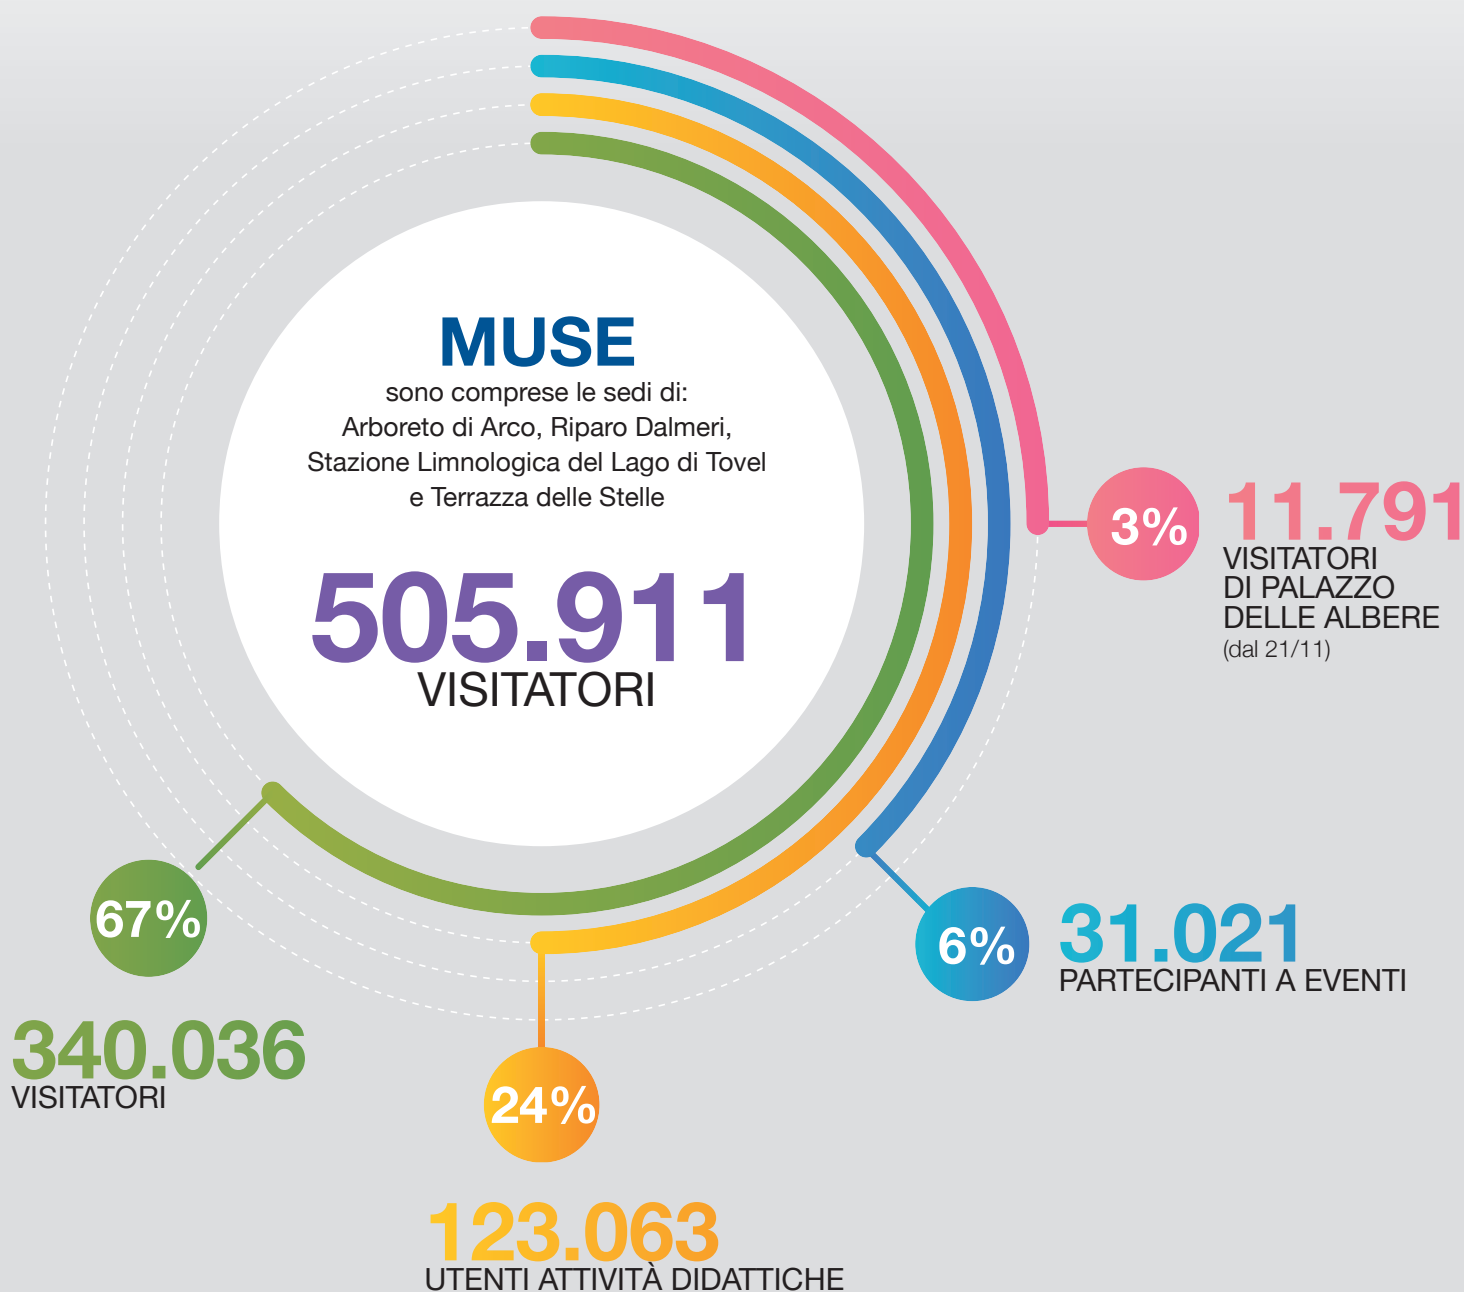 MUSE
sono comprese le sedi di:
Arboreto di Arco, Riparo Dalmeri,
Stazione Limnologica del Lago di Tovel
e Terrazza delle Stelle
505.911
VISITATORI
3%
11.791
VISITATORI
DI PALAZZO
DELLE ALBERE
(dal 21/11)
6%
31.021
PARTECIPANTI A EVENTI
67%
340.036
VISITATORI
24%
123.063
UTENTI ATTIVITÀ DIDATTICHE